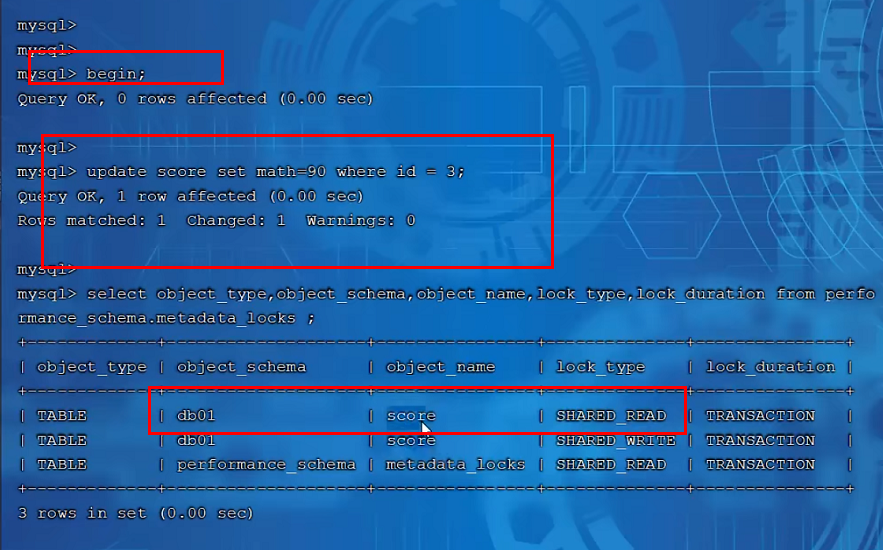 mysql>
mysql>
mysql> begin;
Query OK, 0 rows affected (0.00 sec)
mysql>
mysql> update score set math=90 where id = 3;
Query OK, 1 row affected (0.00 sec)
Rows matched: 1  Changed: 1  Warnings: 0
mysql>
mysql> select object_type,object_schema,object_name,lock_type,lock_duration from perfo
rmance_schema.metadata_locks ;
+-------------+--------------------+----------------+--------------+---------------+
| object_type | object_schema      | object_name    | lock_type    | lock_duration |
+-------------+--------------------+----------------+--------------+---------------+
| TABLE       | db01               | score          | SHARED_READ  | TRANSACTION   |
| TABLE       | db01               | score          | SHARED_WRITE | TRANSACTION   |
| TABLE       | performance_schema | metadata_locks | SHARED_READ  | TRANSACTION   |
+-------------+--------------------+----------------+--------------+---------------+
3 rows in set (0.00 sec)